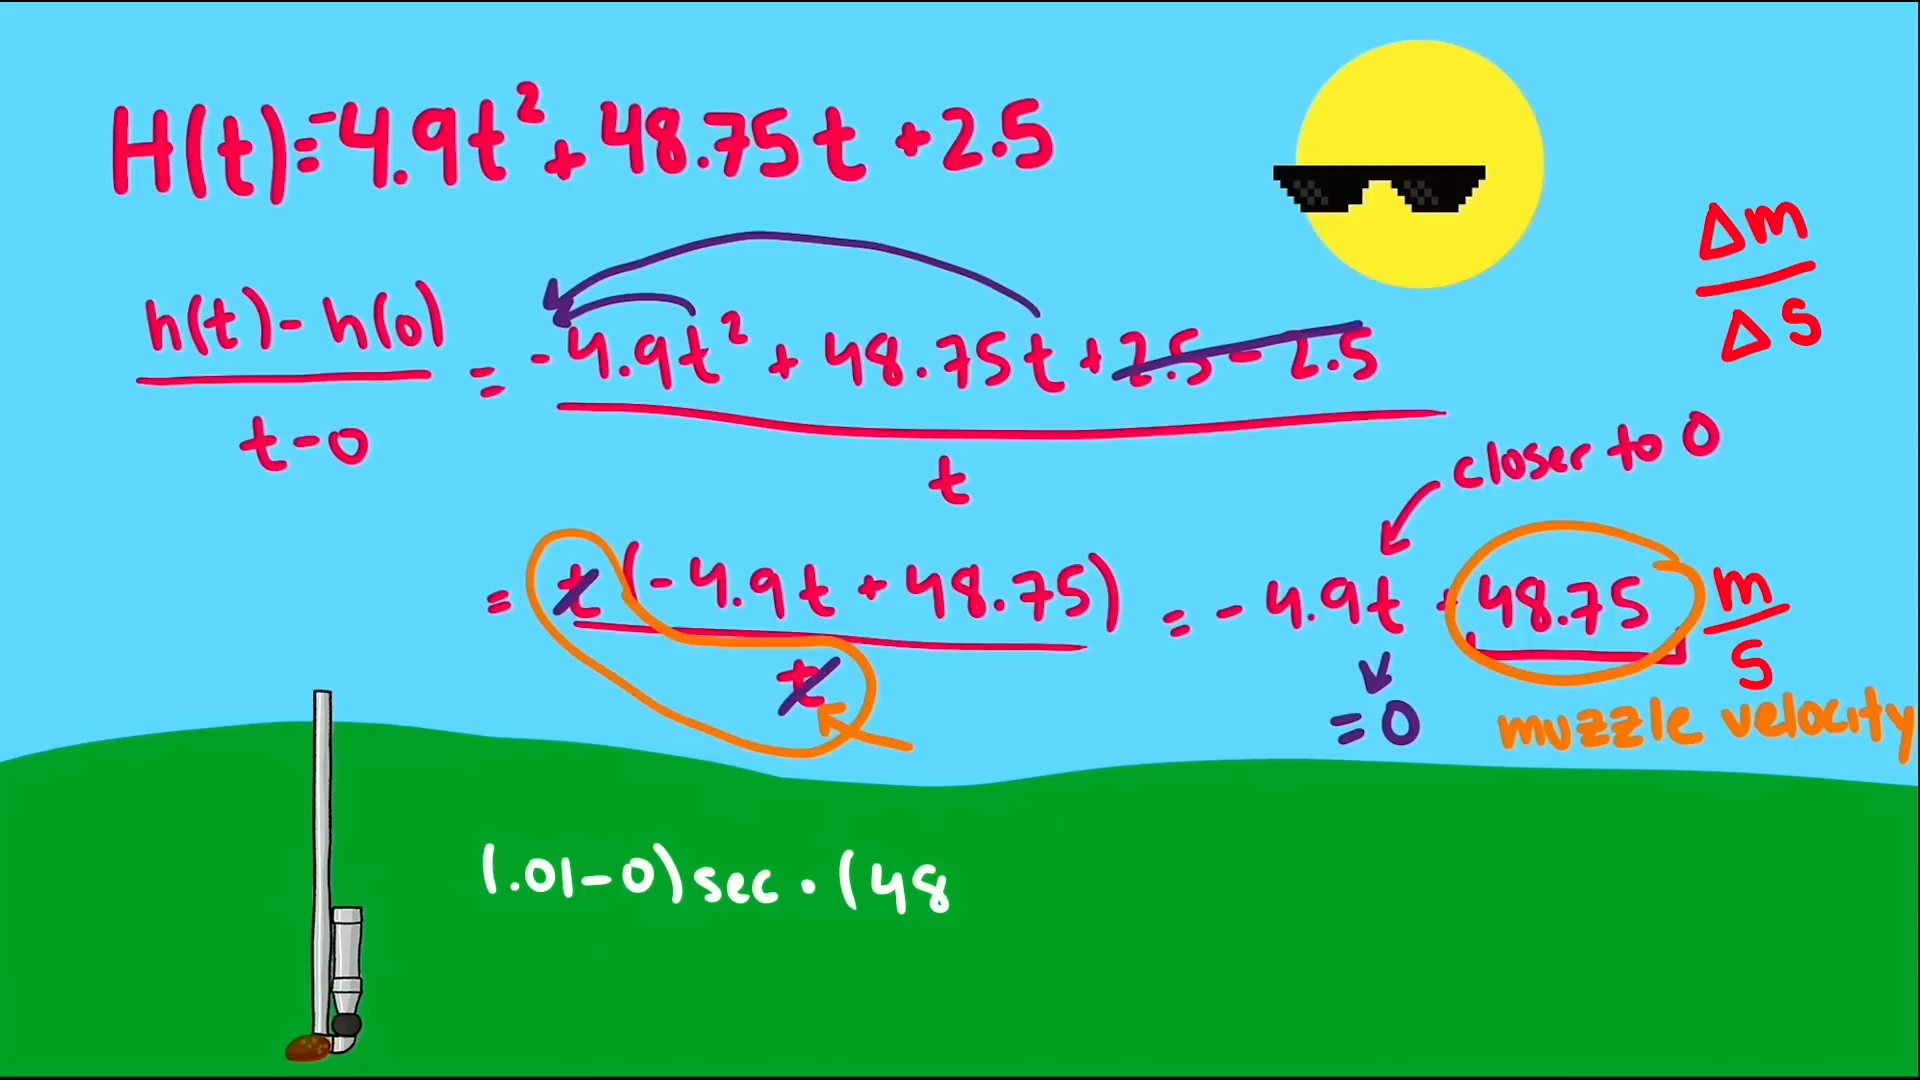 H(t)=-4.9t²+48.75t+2.5
Δm
ΔS
h(t)-h(0)
t-0
= -4.9t²+48.75t+2.5-2.5
t
closer to 0
= t(-4.9t+48.75)
t
= -4.9t+48.75 m
s
=0
muzzle velocity
(.01-0)sec·(48